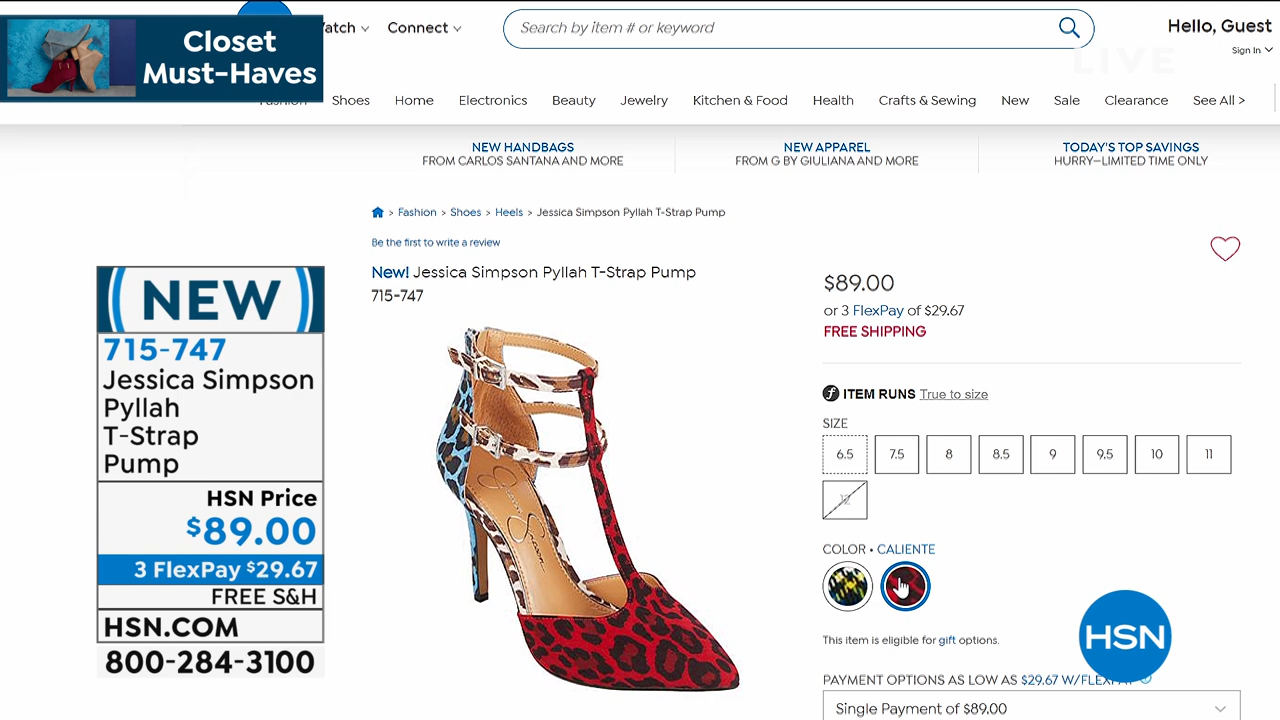 Closet
Must-Haves
atch
Connect
Search by item # or keyword
Hello, Guest
Sign In
LIVE
Fashion
Shoes
Home
Electronics
Beauty
Jewelry
Kitchen & Food
Health
Crafts & Sewing
New
Sale
Clearance
See All >
NEW HANDBAGS
FROM CARLOS SANTANA AND MORE
NEW APPAREL
FROM G BY GIULIANA AND MORE
TODAY'S TOP SAVINGS
HURRY–LIMITED TIME ONLY
> Fashion > Shoes > Heels > Jessica Simpson Pyllah T-Strap Pump
Be the first to write a review
New! Jessica Simpson Pyllah T-Strap Pump
715-747
NEW
715-747
Jessica Simpson
Pyllah
T-Strap
Pump
HSN Price
$89.00
3 FlexPay $29.67
FREE S&H
HSN.COM
800-284-3100
Jessica Simpson
$89.00
or 3 FlexPay of $29.67
FREE SHIPPING
ITEM RUNS True to size
SIZE
6.5
7.5
8
8.5
9
9.5
10
11
12
COLOR • CALIENTE
This item is eligible for gift options.
HSN
PAYMENT OPTIONS AS LOW AS $29.67 W/FLEXPAY
Single Payment of $89.00